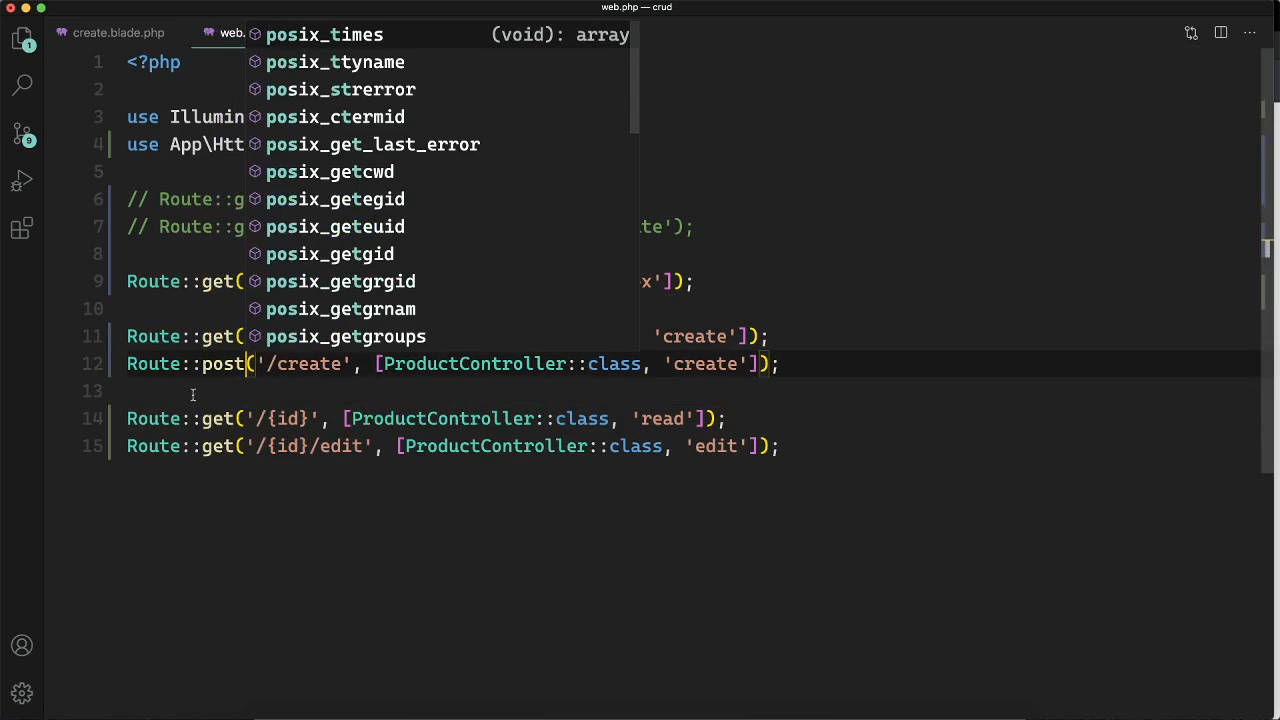 web.php — crud
create.blade.php
web.
posix_times (void): array
1 <?php
posix_ttyname
2
posix_strerror
3 use Illumin
posix_ctermid
4 use App\Htt
posix_get_last_error
5
posix_getcwd
6 // Route::g
posix_getegid
7 // Route::g
posix_geteuid
te');
8
posix_getgid
9 Route::get(
posix_getgrgid
x']);
10
posix_getgrnam
11 Route::get(
posix_getgroups
'create']);
12 Route::post('/create', [ProductController::class, 'create']);
13
14 Route::get('/{id}', [ProductController::class, 'read']);
15 Route::get('/{id}/edit', [ProductController::class, 'edit']);
1
9